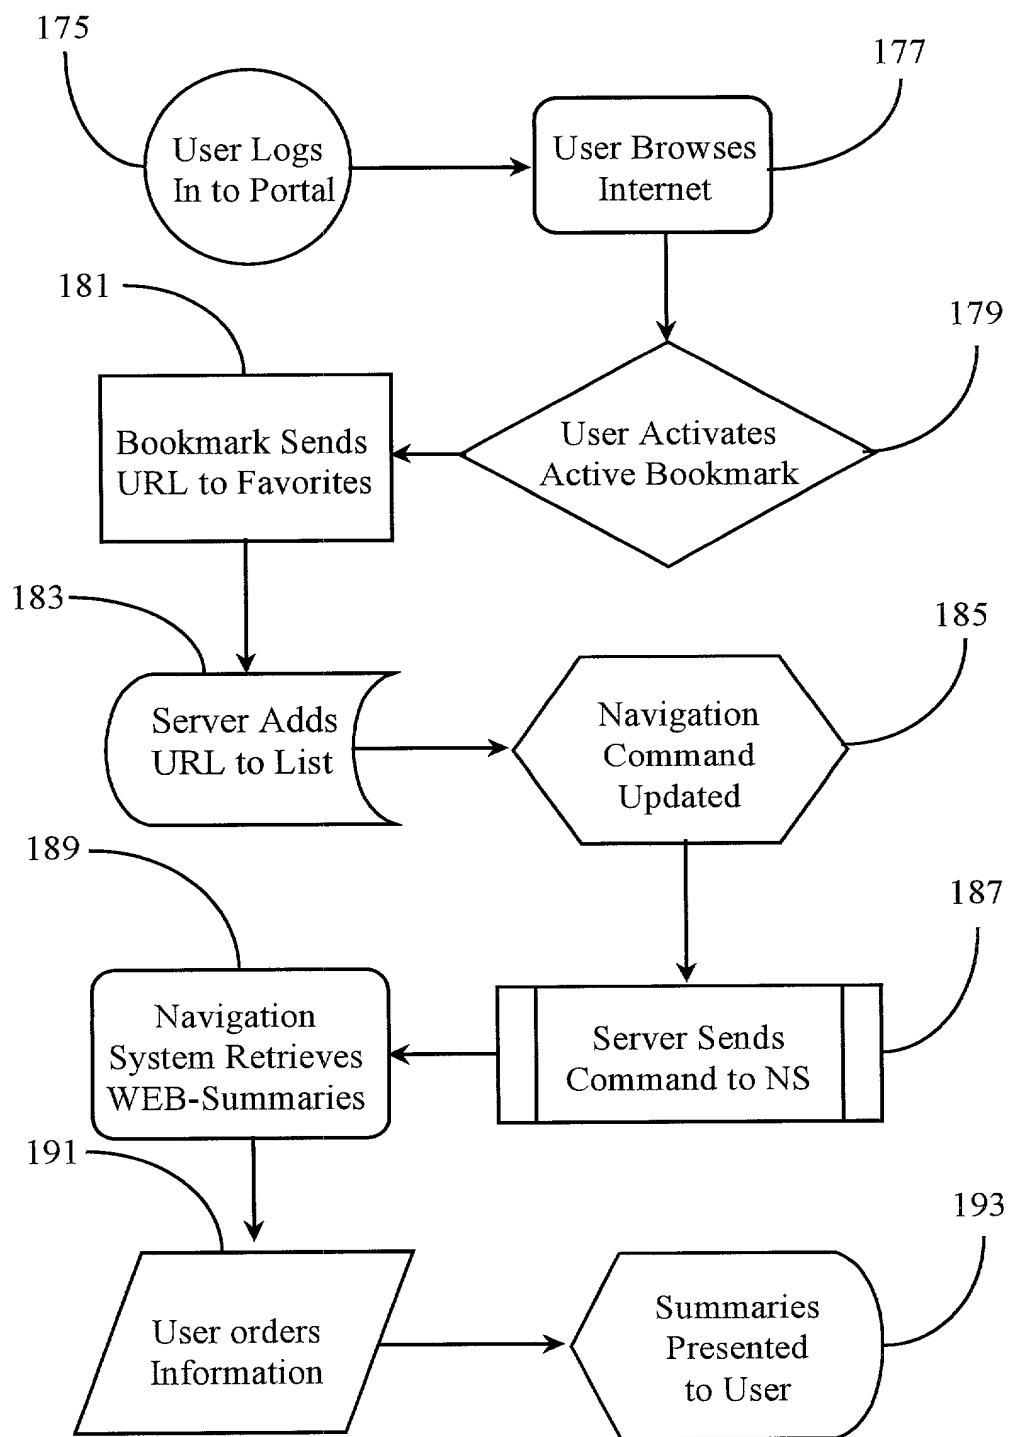 175
User Logs
In to Portal
177
User Browses
Internet
179
User Activates
Active Bookmark
181
Bookmark Sends
URL to Favorites
183
Server Adds
URL to List
185
Navigation
Command
Updated
187
Server Sends
Command to NS
189
Navigation
System Retrieves
WEB-Summaries
191
User orders
Information
193
Summaries
Presented
to User